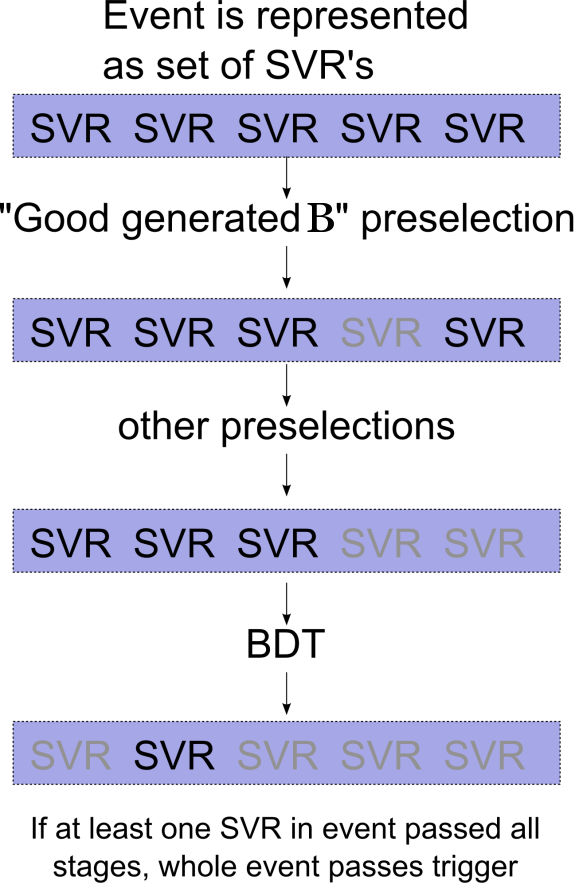 Event is represented
as set of SVR's
SVR SVR SVR SVR SVR
"Good generated B" preselection
SVR SVR SVR SVR SVR
other preselections
SVR SVR SVR SVR SVR
BDT
SVR SVR SVR SVR SVR
If at least one SVR in event passed all
stages, whole event passes trigger